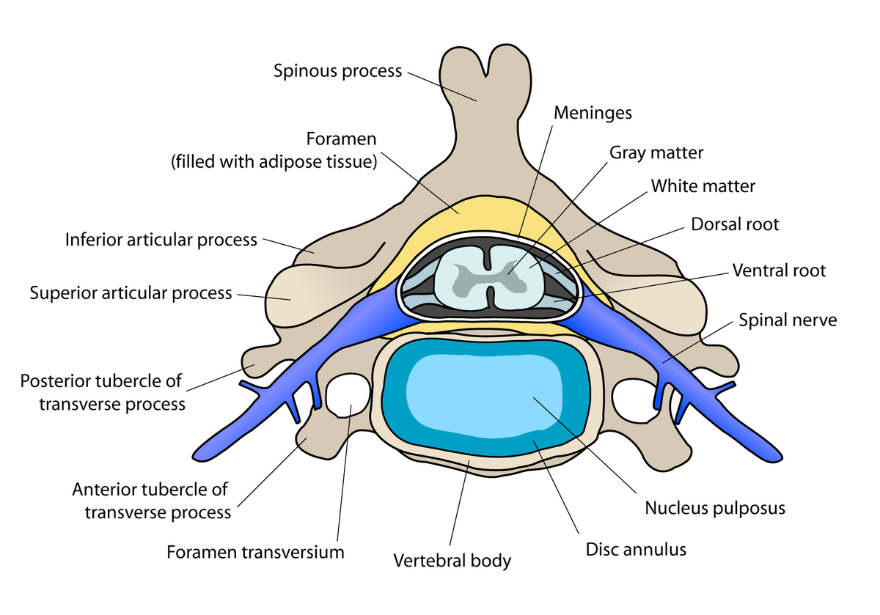 Spinous process
Meninges
Foramen
(filled with adipose tissue)
Gray matter
White matter
Dorsal root
Inferior articular process
Ventral root
Superior articular process
Spinal nerve
Posterior tubercle of
transverse process
Anterior tubercle of
transverse process
Nucleus pulposus
Foramen transversium
Disc annulus
Vertebral body